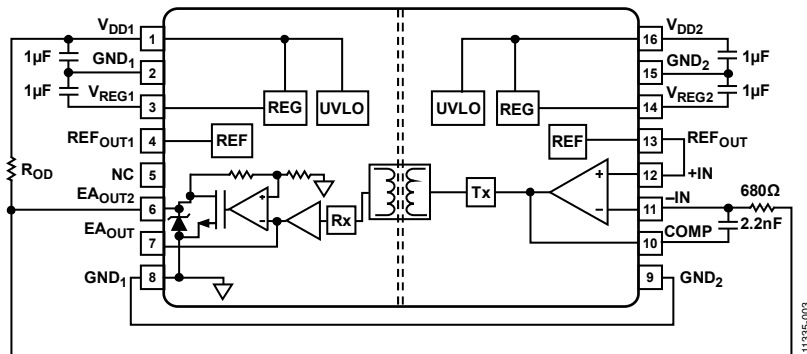 VDD1
1
1µF
GND1
2
1µF
VREG1
3
REG
UVLO
REFOUT1
4
REF
ROD
NC
5
EAOUT2
6
EAOUT
7
GND1
8
+
−
Rx
Tx
VDD2
16
1µF
GND2
15
1µF
VREG2
14
UVLO
REG
REFOUT
13
REF
+IN
12
+
−
−IN
11
680Ω
2.2nF
COMP
10
9
GND2
11335-003